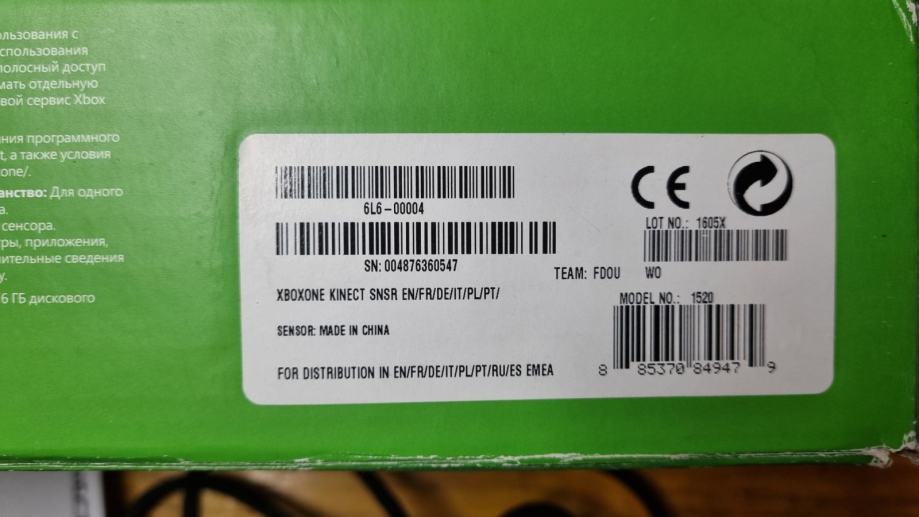 ользования с
спользования
полосный доступ
мать отдельную
вой сервис Xbox
ния программного
t, а также условия
one/.
анство: Для одного
а.
сенсора.
ры, приложения,
ительные сведения
у.
6 ГБ дискового
6L6-00004
SN: 004876360547
XBOXONE KINECT SNSR EN/FR/DE/IT/PL/PT/
SENSOR: MADE IN CHINA
FOR DISTRIBUTION IN EN/FR/DE/IT/PL/PT/RU/ES EMEA
CE
LOT NO.: 1605X
TEAM: FDOU WO
MODEL NO.: 1520
8 85370 84947 9